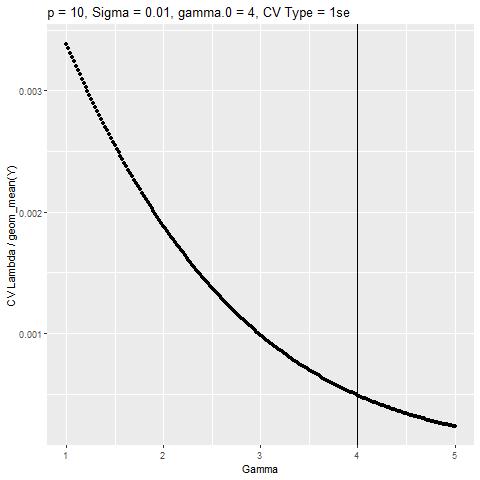 p = 10, Sigma = 0.01, gamma.0 = 4, CV Type = 1se
CV Lambda / geom_mean(Y)
0.003
0.002
0.001
1 2 3 4 5
Gamma